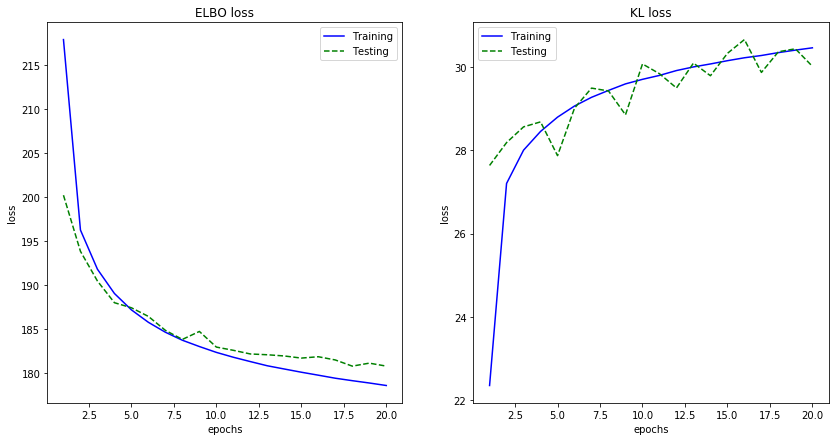 ELBO loss
Training
Testing
215
210
205
200
195
190
185
180
loss
2.5 5.0 7.5 10.0 12.5 15.0 17.5 20.0
epochs
KL loss
Training
Testing
30
28
26
24
22
loss
2.5 5.0 7.5 10.0 12.5 15.0 17.5 20.0
epochs